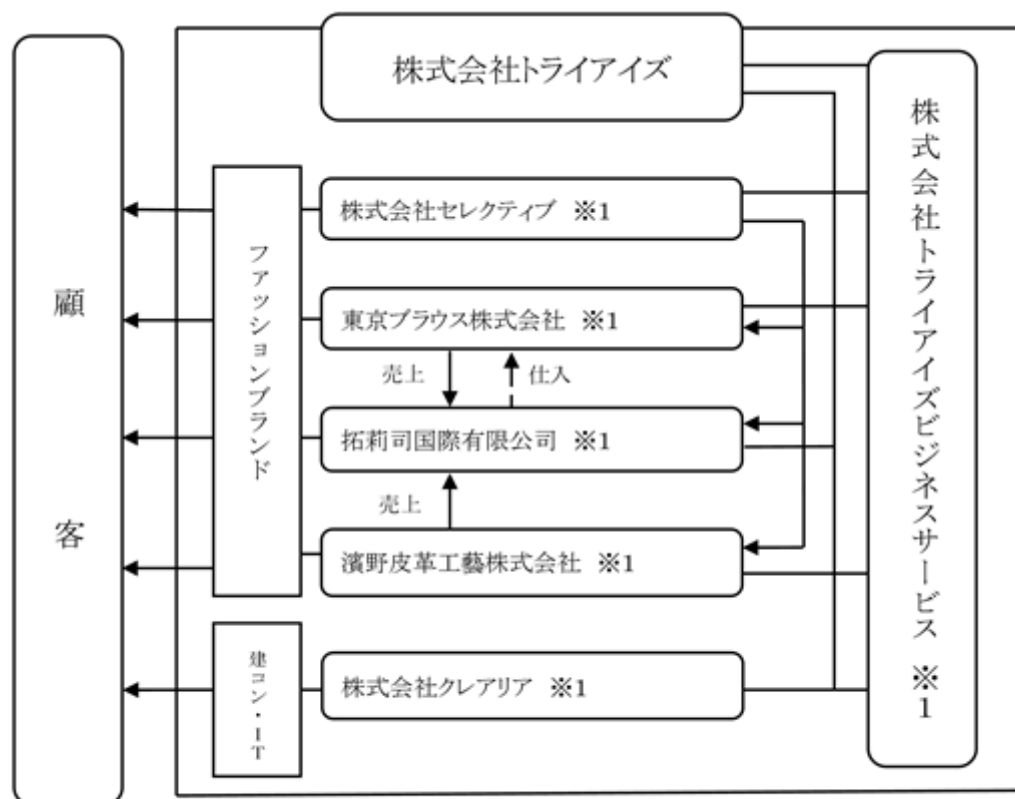 株式会社トライアイズ
顧客
ファッションブランド
株式会社セレクティブ ※1
東京ブラウス株式会社 ※1
売上
仕入
拓莉司国際有限公司 ※1
売上
濱野皮革工藝株式会社 ※1
建コン・IT
株式会社クレアリア ※1
株式会社トライアイズビジネスサービス ※1